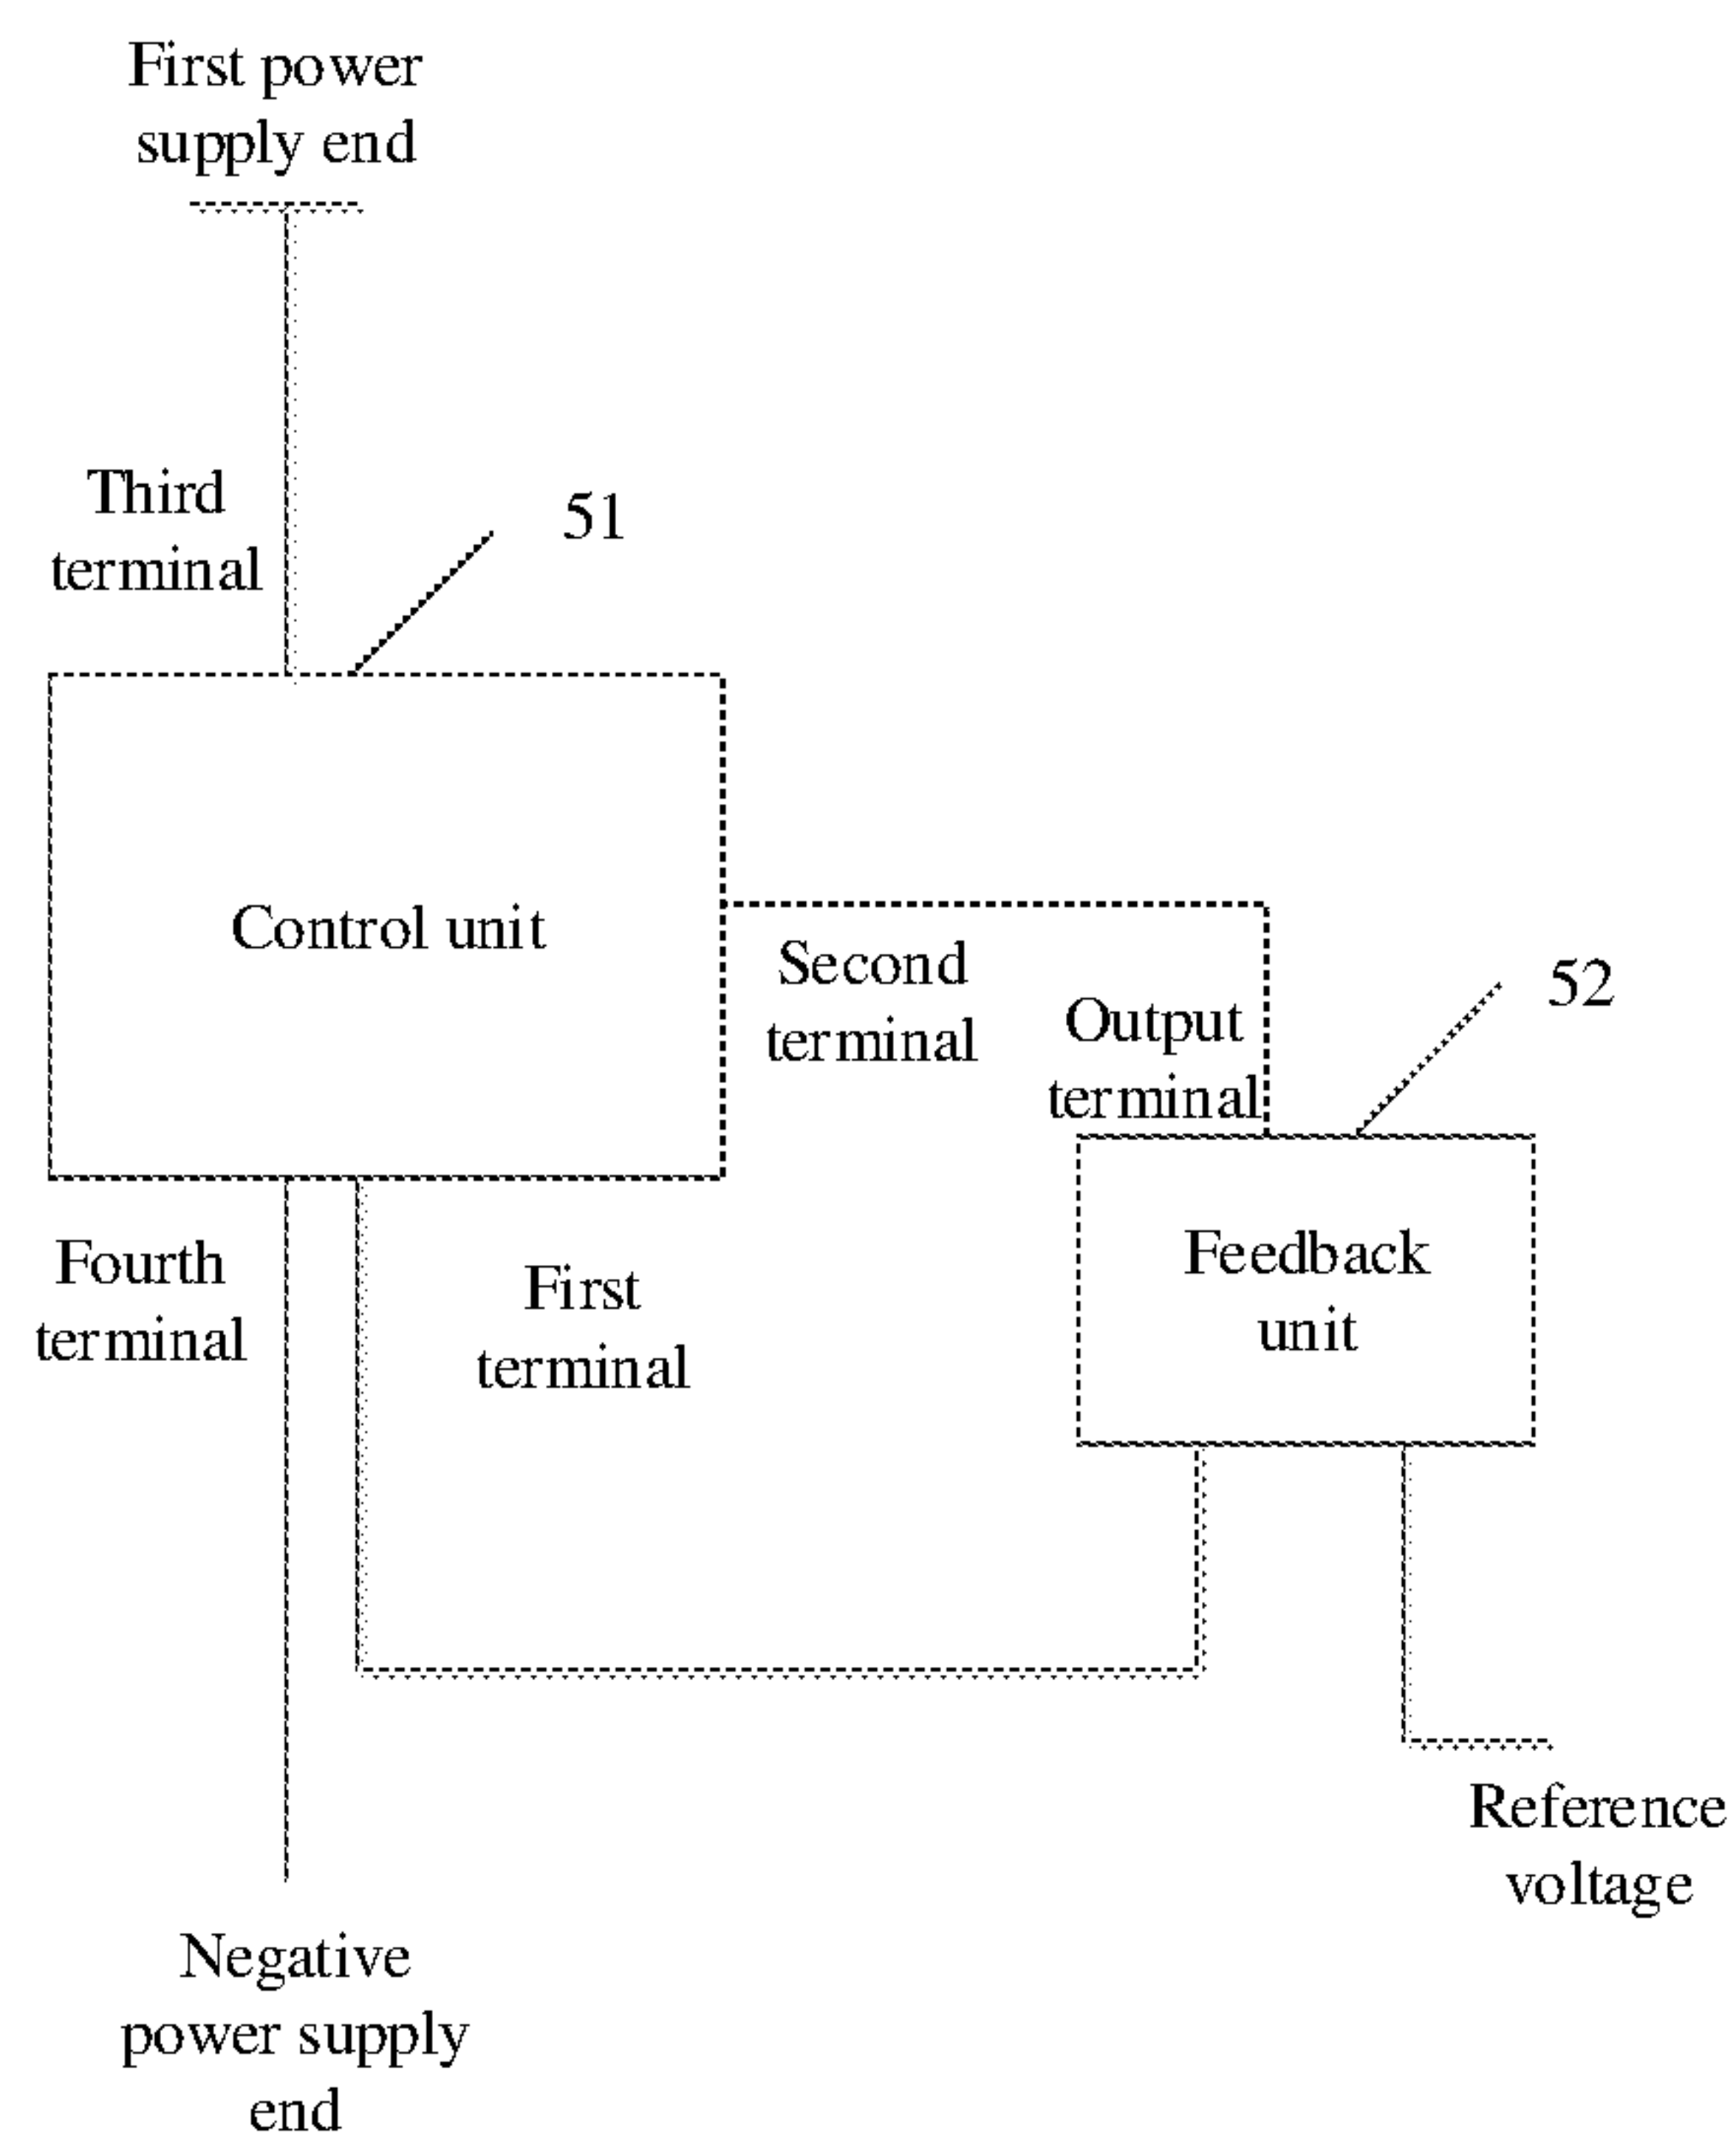 First power
supply end
Third
terminal
51
Control unit
Second
terminal
Output
terminal
52
Feedback
unit
Fourth
terminal
First
terminal
Reference
voltage
Negative
power supply
end